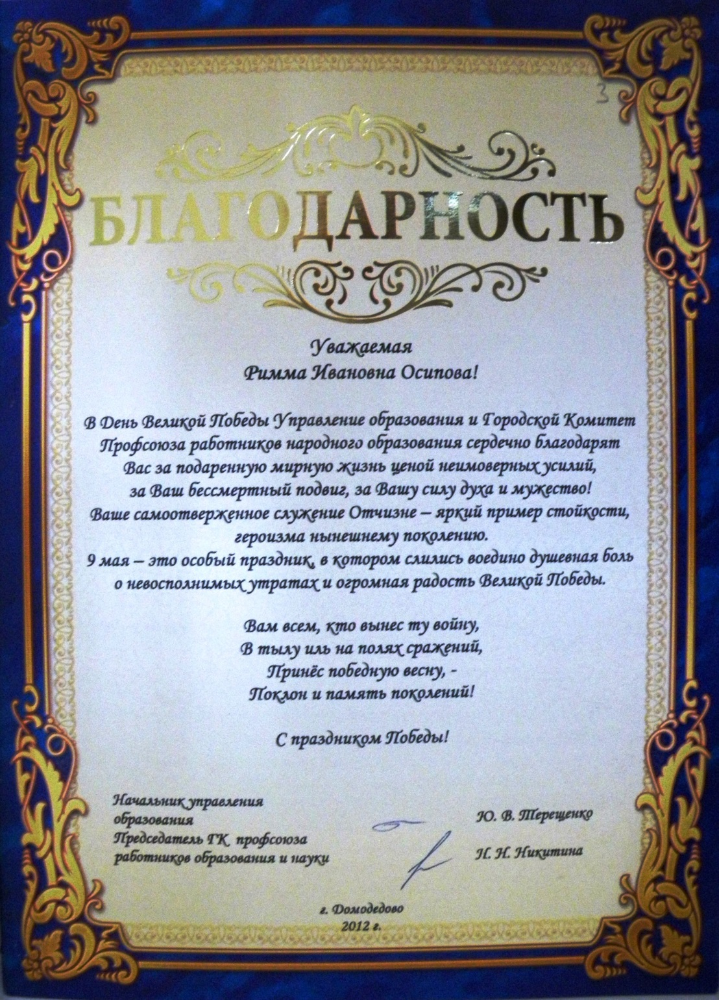 3
БЛАГОДАРНОСТЬ
Уважаемая
Римма Ивановна Осипова!
В День Великой Победы Управление образования и Городской Комитет
Профсоюза работников народного образования сердечно благодарят
Вас за подаренную мирную жизнь ценой неимоверных усилий,
за Ваш бессмертный подвиг, за Вашу силу духа и мужество!
Ваше самоотверженное служение Отчизне – яркий пример стойкости,
героизма нынешнему поколению.
9 мая – это особый праздник, в котором слились воедино душевная боль
о невосполнимых утратах и огромная радость Великой Победы.
Вам всем, кто вынес ту войну,
В тылу иль на полях сражений,
Принёс победную весну, -
Поклон и память поколений!
С праздником Победы!
Начальник управления
образования Ю. В. Терещенко
Председатель ГК профсоюза
работников образования и науки Н. Н. Никитина
г. Домодедово
2012 г.